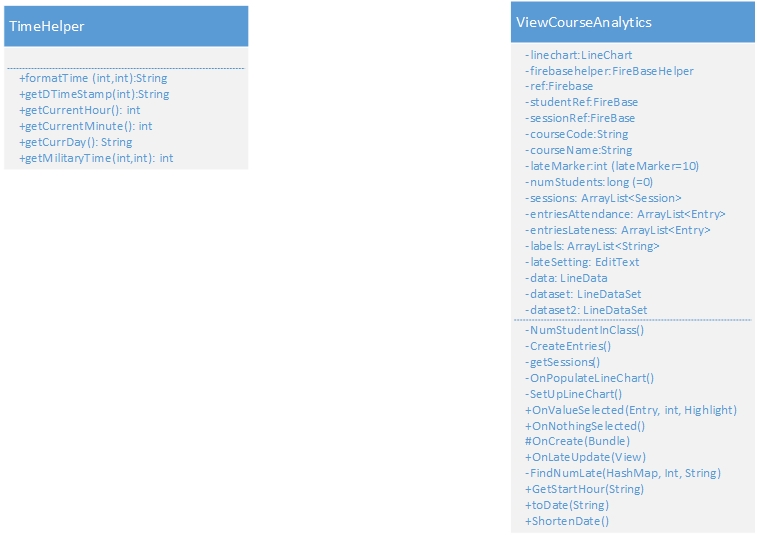 TimeHelper
+formatTime (int,int):String
+getDTimeStamp(int):String
+getCurrentHour(): int
+getCurrentMinute(): int
+getCurrDay(): String
+getMilitaryTime(int,int): int
ViewCourseAnalytics
-linechart:LineChart
-firebasehelper:FireBaseHelper
-ref:Firebase
-studentRef:FireBase
-sessionRef:FireBase
-courseCode:String
-courseName:String
-lateMarker:int (lateMarker=10)
-numStudents:long (=0)
-sessions: ArrayList<Session>
-entriesAttendance: ArrayList<Entry>
-entriesLateness: ArrayList<Entry>
-labels: ArrayList<String>
-lateSetting: EditText
-data: LineData
-dataset: LineDataSet
-dataset2: LineDataSet
-NumStudentInClass()
-CreateEntries()
-getSessions()
-OnPopulateLineChart()
-SetUpLineChart()
+OnValueSelected(Entry, int, Highlight)
+OnNothingSelected()
#OnCreate(Bundle)
+OnLateUpdate(View)
-FindNumLate(HashMap, Int, String)
+GetStartHour(String)
+toDate(String)
+ShortenDate()